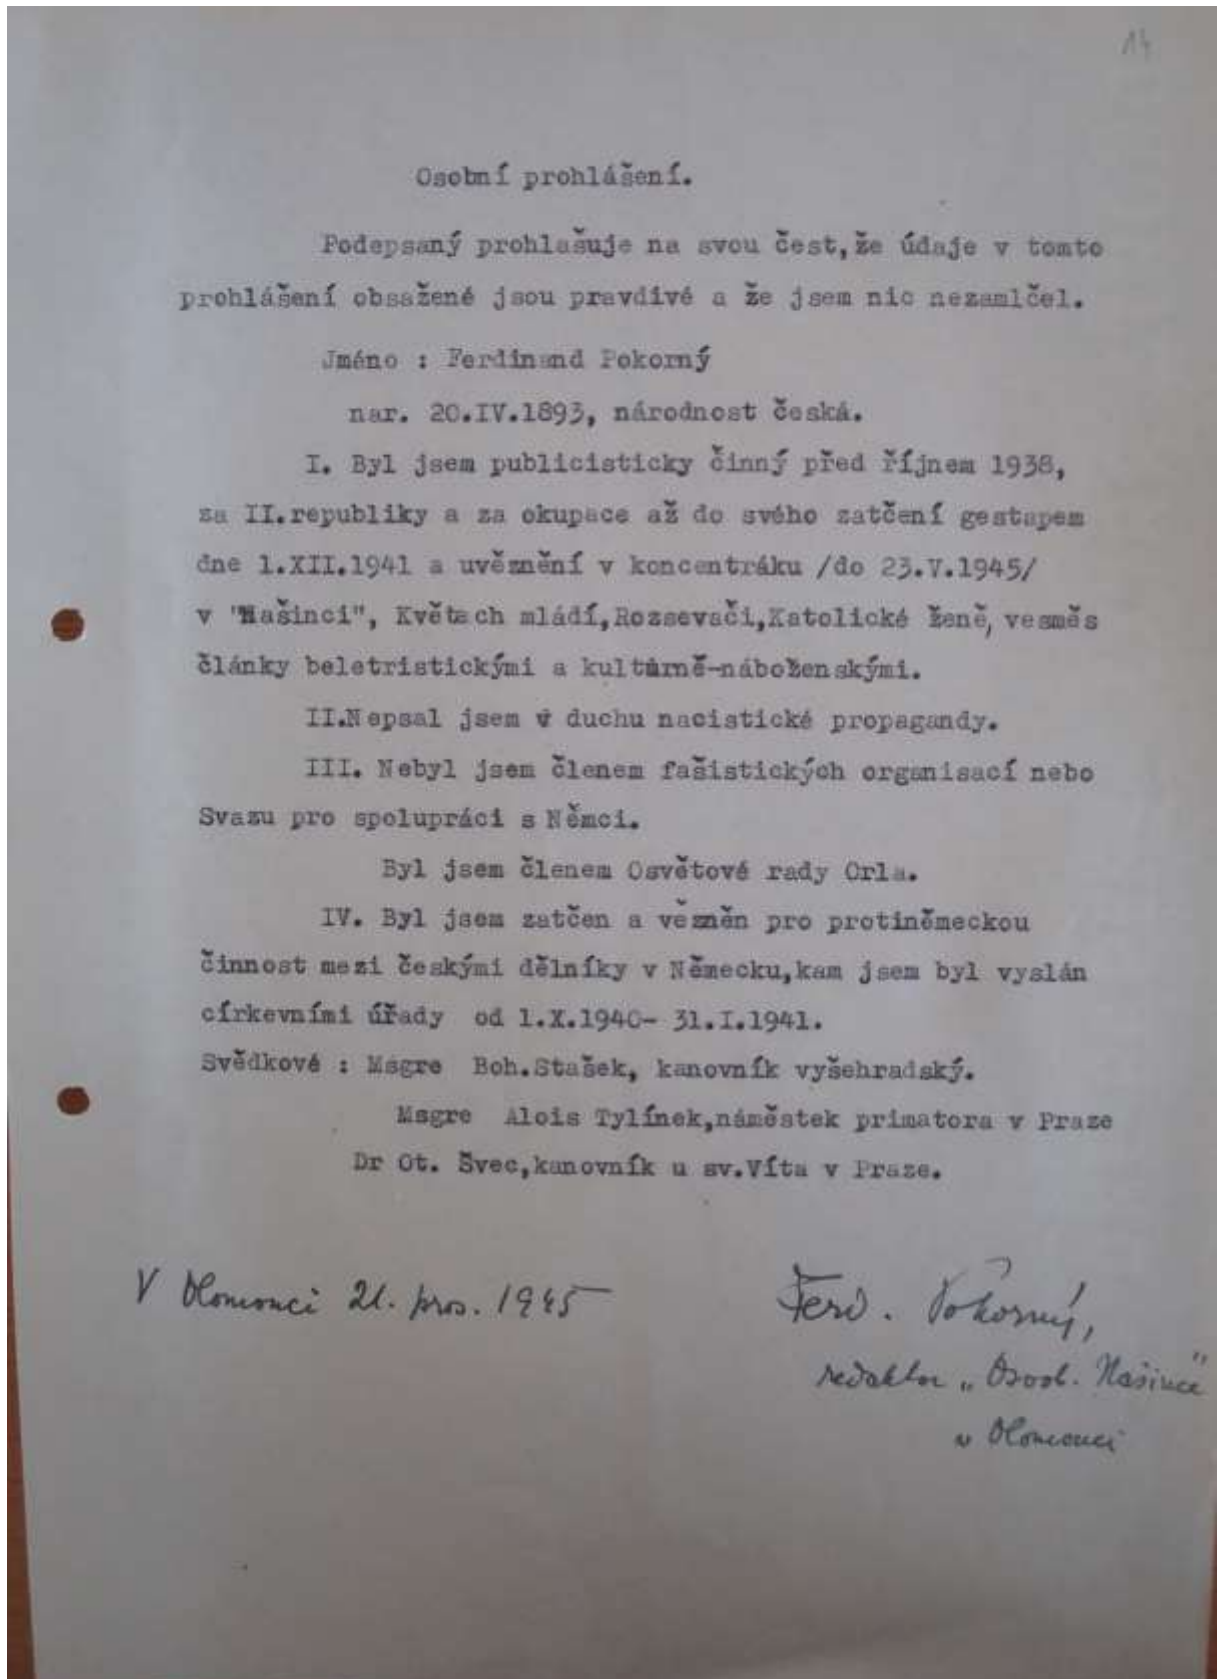 14
Osobní prohlášení.
Podepsaný prohlašuje na svou čest,že údaje v tomto
prohlášení obsažené jsou pravdivé a že jsem nic nezamlčel.
Jméno : Ferdinand Pokorný
nar. 20.IV.1893, národnost česká.
I. Byl jsem publicisticky činný před říjnem 1938,
za II.republiky a za okupace až do svého zatčení gestapem
dne 1.XII.1941 a uvěznění v koncentráku /do 23.V.1945/
v "Našinci", Květech mládí,Rozsevači,Katolické ženě, vesměs
články beletristickými a kulturně-náboženskými.
II.Nepsal jsem v duchu nacistické propagandy.
III. Nebyl jsem členem fašistických organisací nebo
Svazu pro spolupráci s Němci.
Byl jsem členem Osvětové rady Orla.
IV. Byl jsem zatčen a vězněn pro protiněmeckou
činnost mezi českými dělníky v Německu,kam jsem byl vyslán
církevními úřady od 1.X.1940- 31.I.1941.
Svědkové : Msgre Boh.Stašek, kanovník vyšehradský.
Msgre Alois Tylínek,náměstek primatora v Praze
Dr Ot. Švec,kanovník u sv.Víta v Praze.
V Olomouci 21. pros. 1945
Ferd. Pokorný,
redaktor „Osvob. Našince"
v Olomouci